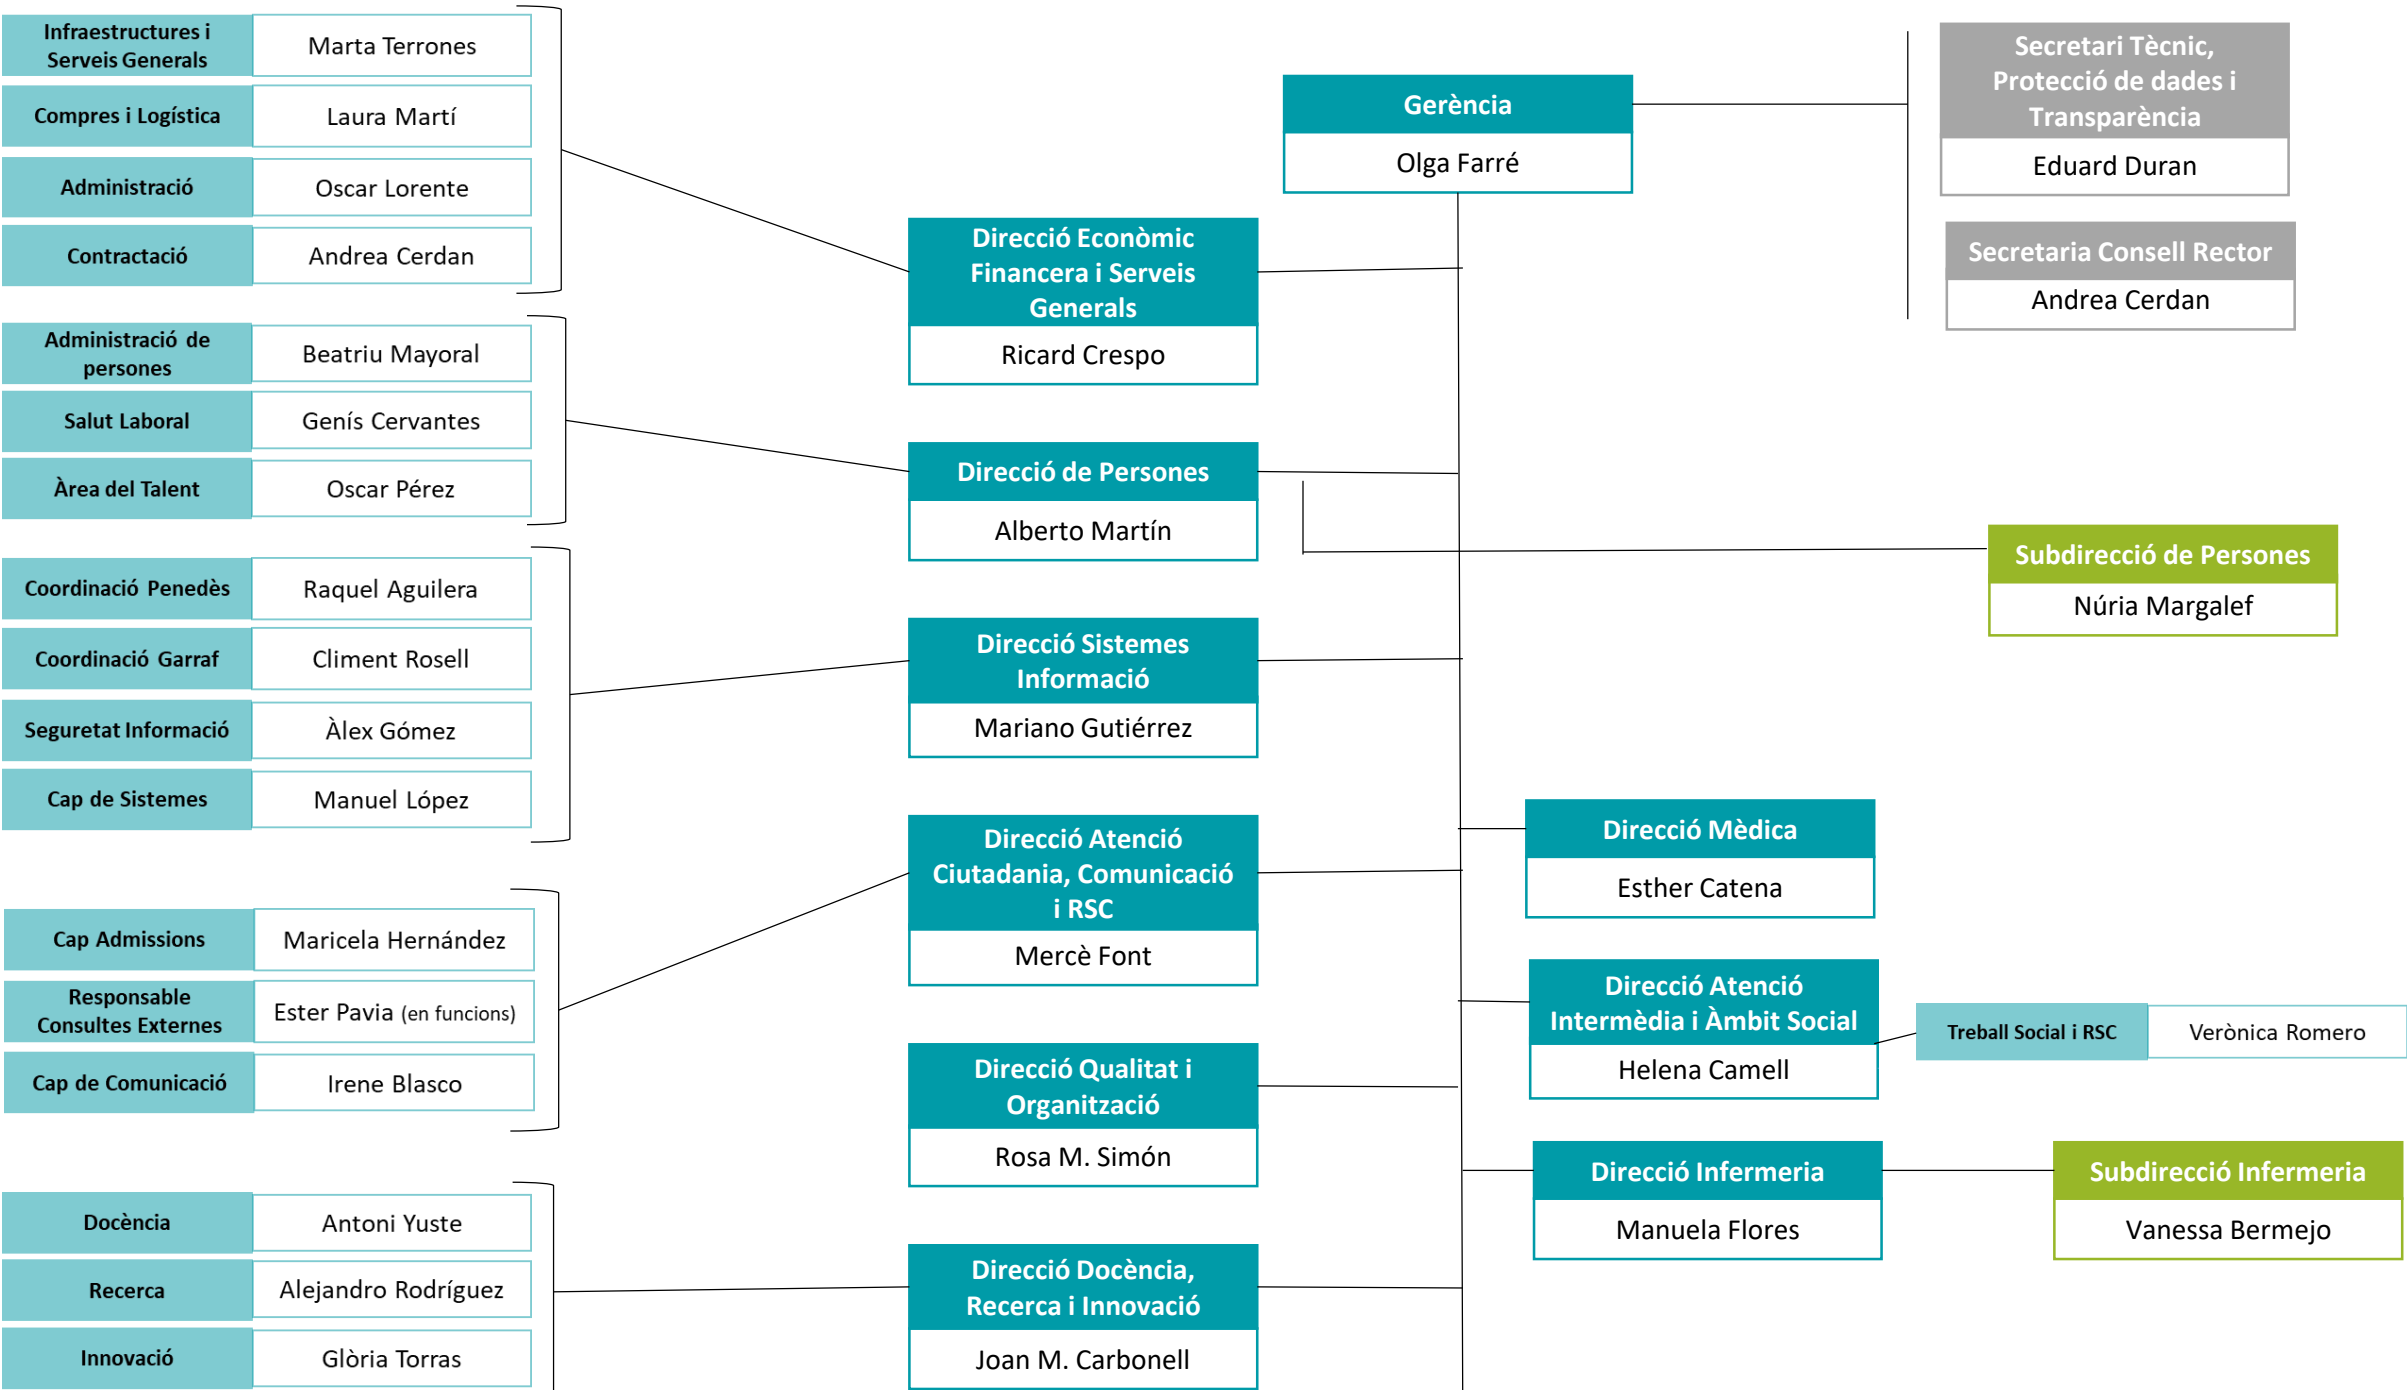 Infraestructures i
Serveis Generals
Marta Terrones
Compres i Logística
Laura Martí
Administració
Oscar Lorente
Contractació
Andrea Cerdan
Administració de
persones
Beatriu Mayoral
Salut Laboral
Genís Cervantes
Àrea del Talent
Oscar Pérez
Coordinació Penedès
Raquel Aguilera
Coordinació Garraf
Climent Rosell
Seguretat Informació
Àlex Gómez
Cap de Sistemes
Manuel López
Cap Admissions
Maricela Hernández
Responsable
Consultes Externes
Ester Pavia (en funcions)
Cap de Comunicació
Irene Blasco
Docència
Antoni Yuste
Recerca
Alejandro Rodríguez
Innovació
Glòria Torras
Direcció Econòmic
Financera i Serveis
Generals
Ricard Crespo
Direcció de Persones
Alberto Martín
Direcció Sistemes
Informació
Mariano Gutiérrez
Direcció Atenció
Ciutadania, Comunicació
i RSC
Mercè Font
Direcció Qualitat i
Organització
Rosa M. Simón
Direcció Docència,
Recerca i Innovació
Joan M. Carbonell
Gerència
Olga Farré
Direcció Mèdica
Esther Catena
Direcció Atenció
Intermèdia i Àmbit Social
Helena Camell
Direcció Infermeria
Manuela Flores
Secretari Tècnic,
Protecció de dades i
Transparència
Eduard Duran
Secretaria Consell Rector
Andrea Cerdan
Subdirecció de Persones
Núria Margalef
Treball Social i RSC
Verònica Romero
Subdirecció Infermeria
Vanessa Bermejo